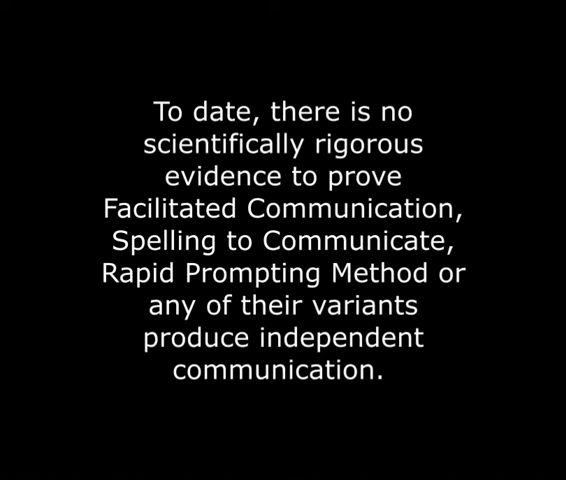 To date, there is no
scientifically rigorous
evidence to prove
Facilitated Communication,
Spelling to Communicate,
Rapid Prompting Method or
any of their variants
produce independent
communication.